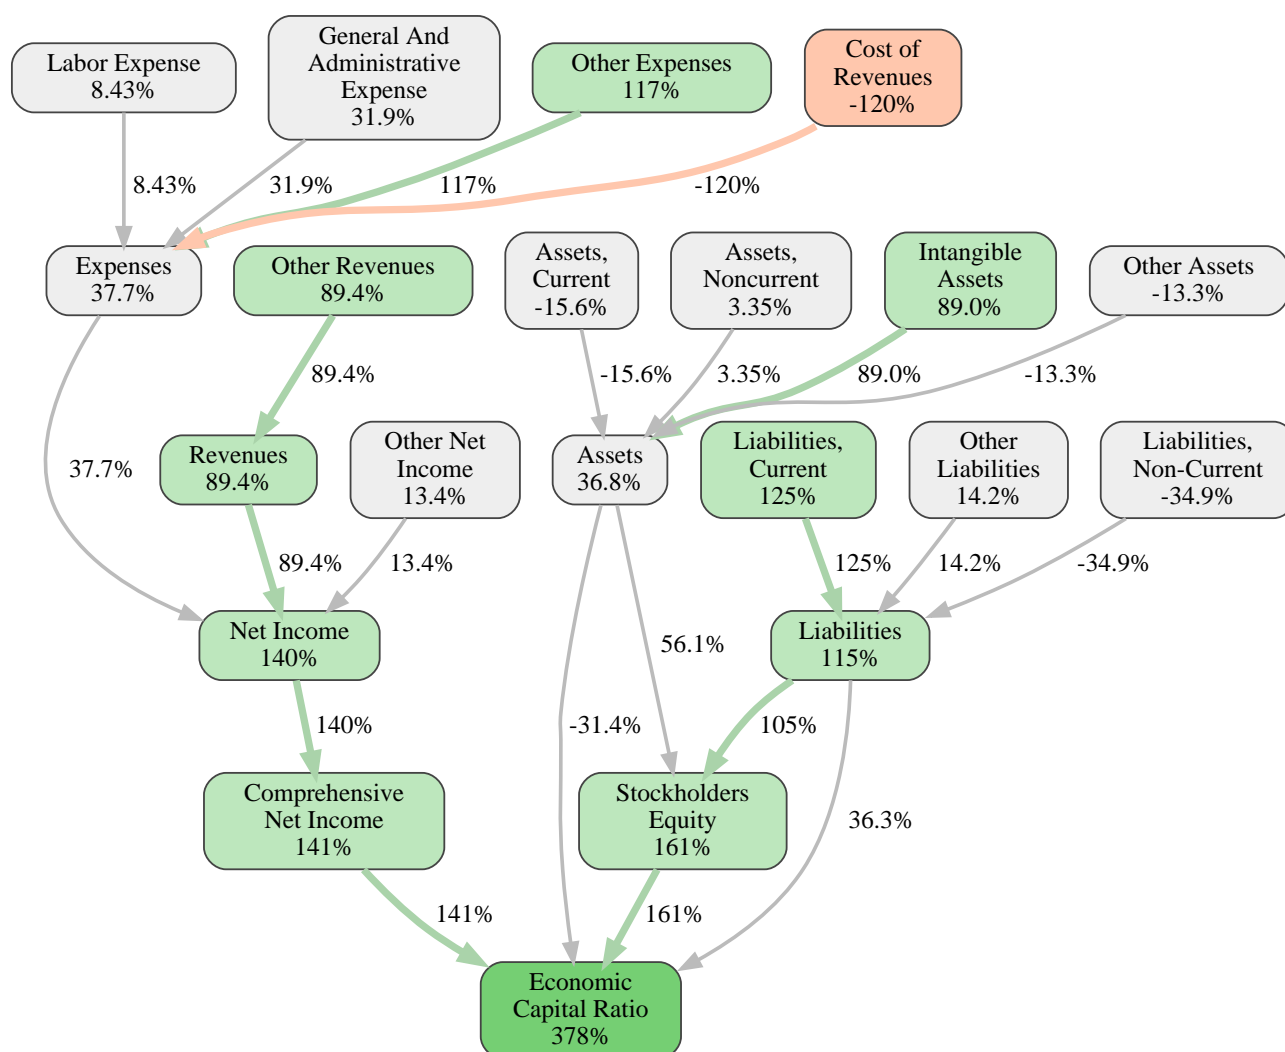 Labor Expense
8.43%
General And
Administrative
Expense
31.9%
Other Expenses
117%
Cost of
Revenues
-120%
8.43%
31.9%
117%
-120%
Expenses
37.7%
Other Revenues
89.4%
Assets,
Current
-15.6%
Assets,
Noncurrent
3.35%
Intangible
Assets
89.0%
Other Assets
-13.3%
89.4%
-15.6%
3.35%
89.0%
-13.3%
37.7%
Revenues
89.4%
Other Net
Income
13.4%
Assets
36.8%
Liabilities,
Current
125%
Other
Liabilities
14.2%
Liabilities,
Non-Current
-34.9%
89.4%
13.4%
125%
14.2%
-34.9%
Net Income
140%
56.1%
Liabilities
115%
140%
-31.4%
105%
Comprehensive
Net Income
141%
Stockholders
Equity
161%
36.3%
141%
161%
Economic
Capital Ratio
378%